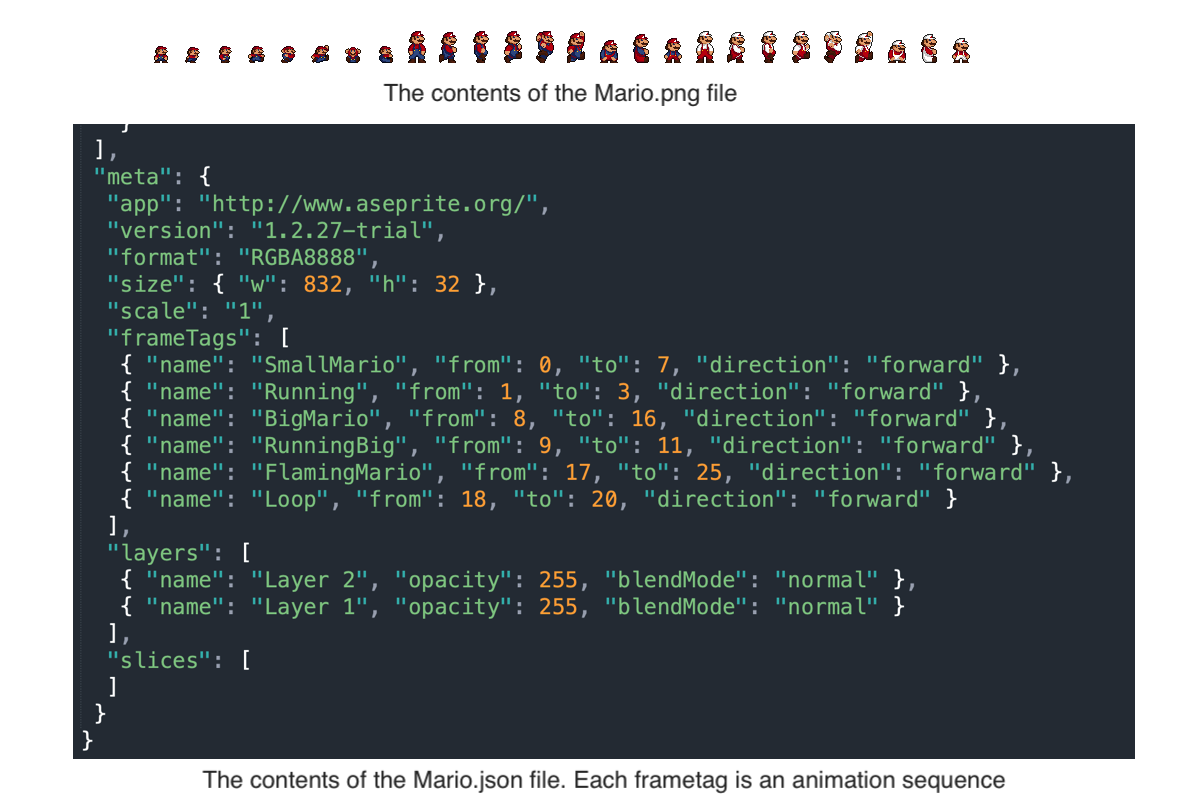 The contents of the Mario.png file
}
],
"meta": {
"app": "http://www.aseprite.org/",
"version": "1.2.27-trial",
"format": "RGBA8888",
"size": { "w": 832, "h": 32 },
"scale": "1",
"frameTags": [
{ "name": "SmallMario", "from": 0, "to": 7, "direction": "forward" },
{ "name": "Running", "from": 1, "to": 3, "direction": "forward" },
{ "name": "BigMario", "from": 8, "to": 16, "direction": "forward" },
{ "name": "RunningBig", "from": 9, "to": 11, "direction": "forward" },
{ "name": "FlamingMario", "from": 17, "to": 25, "direction": "forward" },
{ "name": "Loop", "from": 18, "to": 20, "direction": "forward" }
],
"layers": [
{ "name": "Layer 2", "opacity": 255, "blendMode": "normal" },
{ "name": "Layer 1", "opacity": 255, "blendMode": "normal" }
],
"slices": [
]
}
}
The contents of the Mario.json file. Each frametag is an animation sequence